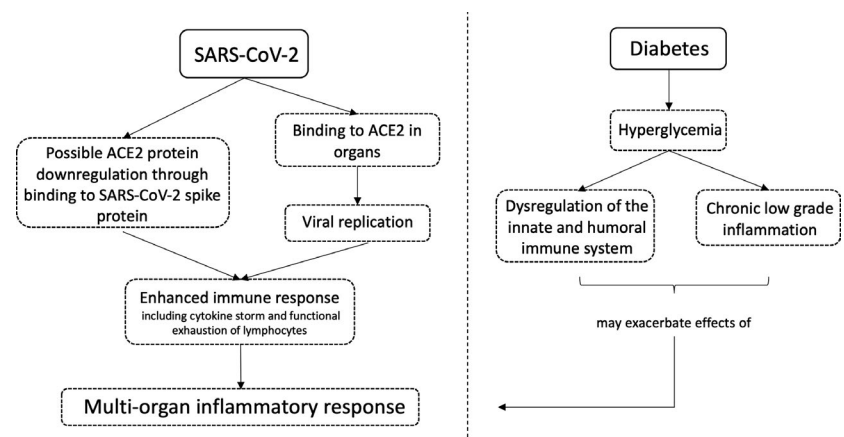 SARS-CoV-2
Possible ACE2 protein
downregulation through
binding to SARS-CoV-2 spike
protein
Binding to ACE2 in
organs
Viral replication
Enhanced immune response
including cytokine storm and functional
exhaustion of lymphocytes
Multi-organ inflammatory response
Diabetes
Hyperglycemia
Dysregulation of the
innate and humoral
immune system
Chronic low grade
inflammation
may exacerbate effects of